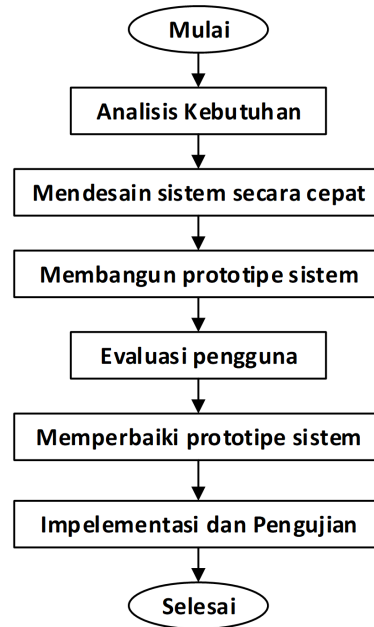 Mulai
Analisis Kebutuhan
Mendesain sistem secara cepat
Membangun prototipe sistem
Evaluasi pengguna
Memperbaiki prototipe sistem
Impelementasi dan Pengujian
Selesai